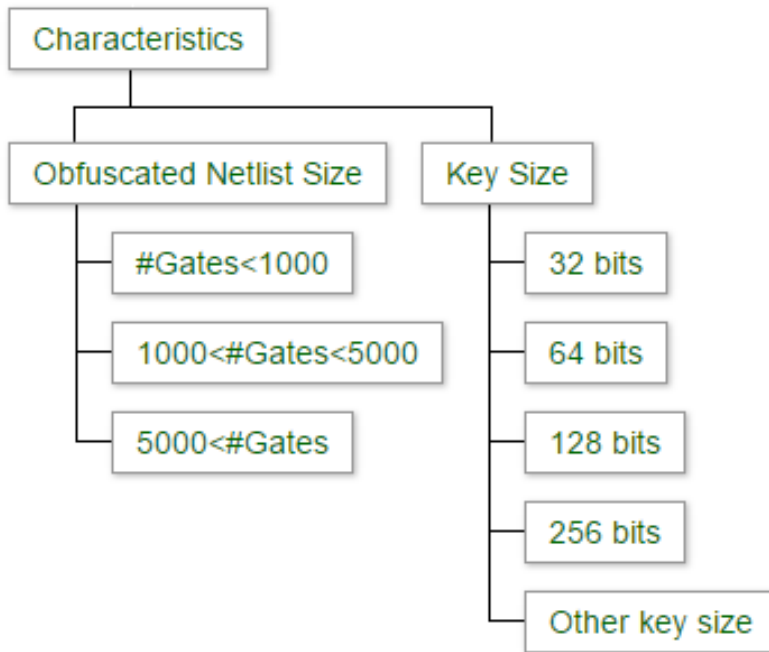 Characteristics
Obfuscated Netlist Size
#Gates<1000
1000<#Gates<5000
5000<#Gates
Key Size
32 bits
64 bits
128 bits
256 bits
Other key size